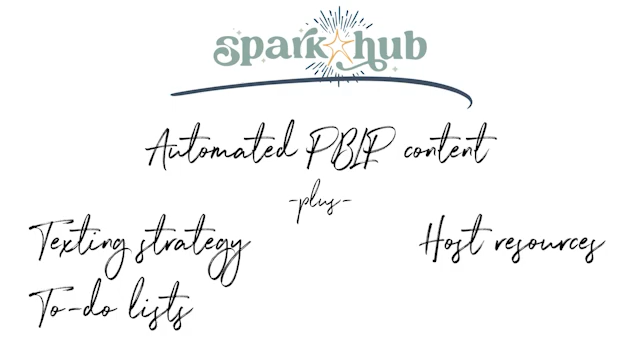 spark hub
Automated PBLP content
-plus-
Texting strategy
Host resources
To-do lists